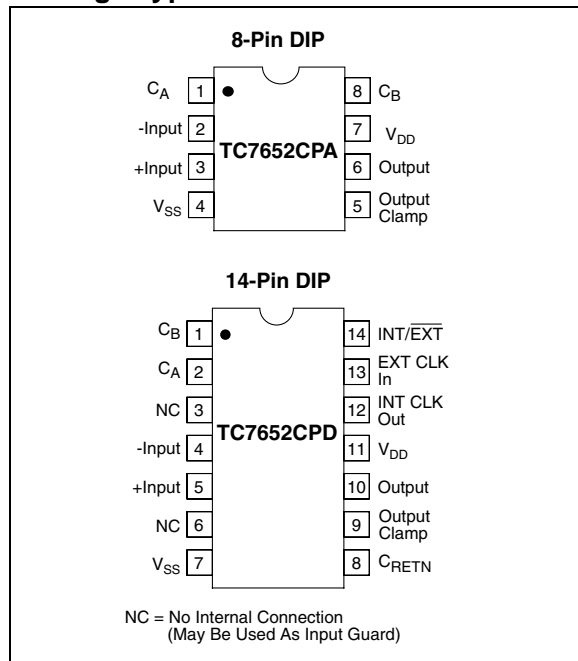 8-Pin DIP
CA 1 8 CB
-Input 2 7 VDD
+Input 3 TC7652CPA 6 Output
VSS 4 5 Output Clamp
14-Pin DIP
CB 1 14 INT/EXT
CA 2 13 EXT CLK In
NC 3 12 INT CLK Out
-Input 4 TC7652CPD 11 VDD
+Input 5 10 Output
NC 6 9 Output Clamp
VSS 7 8 CRETN
NC = No Internal Connection
(May Be Used As Input Guard)